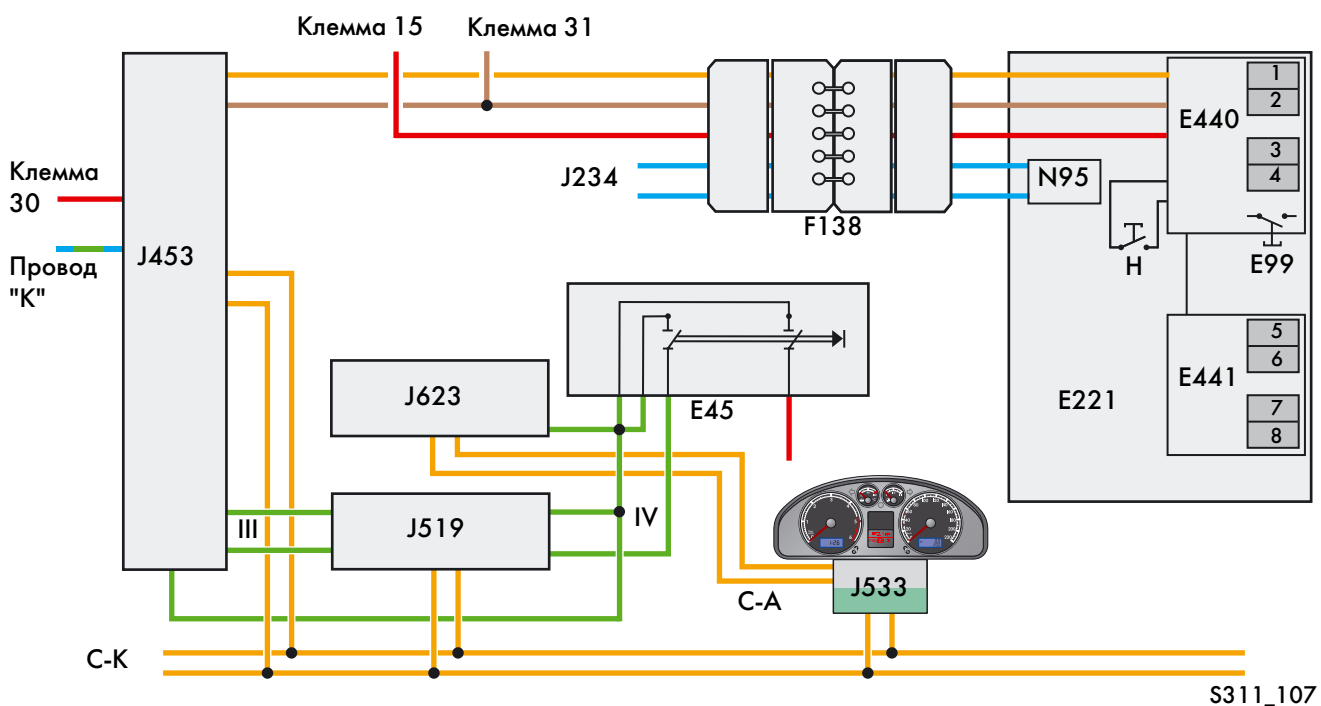 Клемма 15
Клемма 31
1
2
E440
3
4
Клемма
30
J234
N95
F138
J453
H
E99
Провод
"К"
5
6
E441
7
8
E221
J623
E45
III
J519
IV
J533
C-A
C-K
S311_107